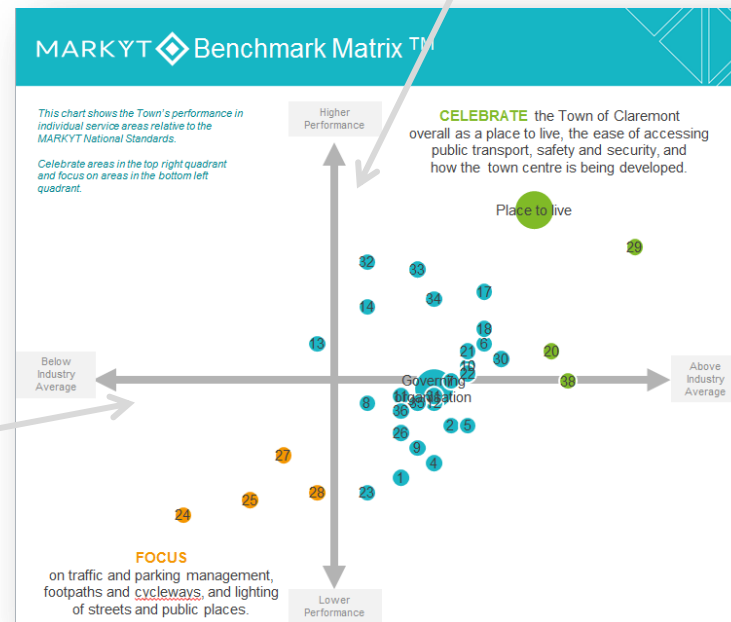 MARKYT Benchmark Matrix TM
This chart shows the Town's performance in
individual service areas relative to the
MARKYT National Standards.
Celebrate areas in the top right quadrant
and focus on areas in the bottom left
quadrant.
Higher
Performance
CELEBRATE the Town of Claremont
overall as a place to live, the ease of accessing
public transport, safety and security, and
how the town centre is being developed.
Place to live
29
32
33
34
17
14
18
13
6
21
30
20
10
22
Below
Industry
Average
Above
Industry
Average
38
7
Governing
organisation
8
36
12
2
5
26
9
4
27
1
28
23
25
24
FOCUS
on traffic and parking management,
footpaths and cycleways, and lighting
of streets and public places.
Lower
Performance